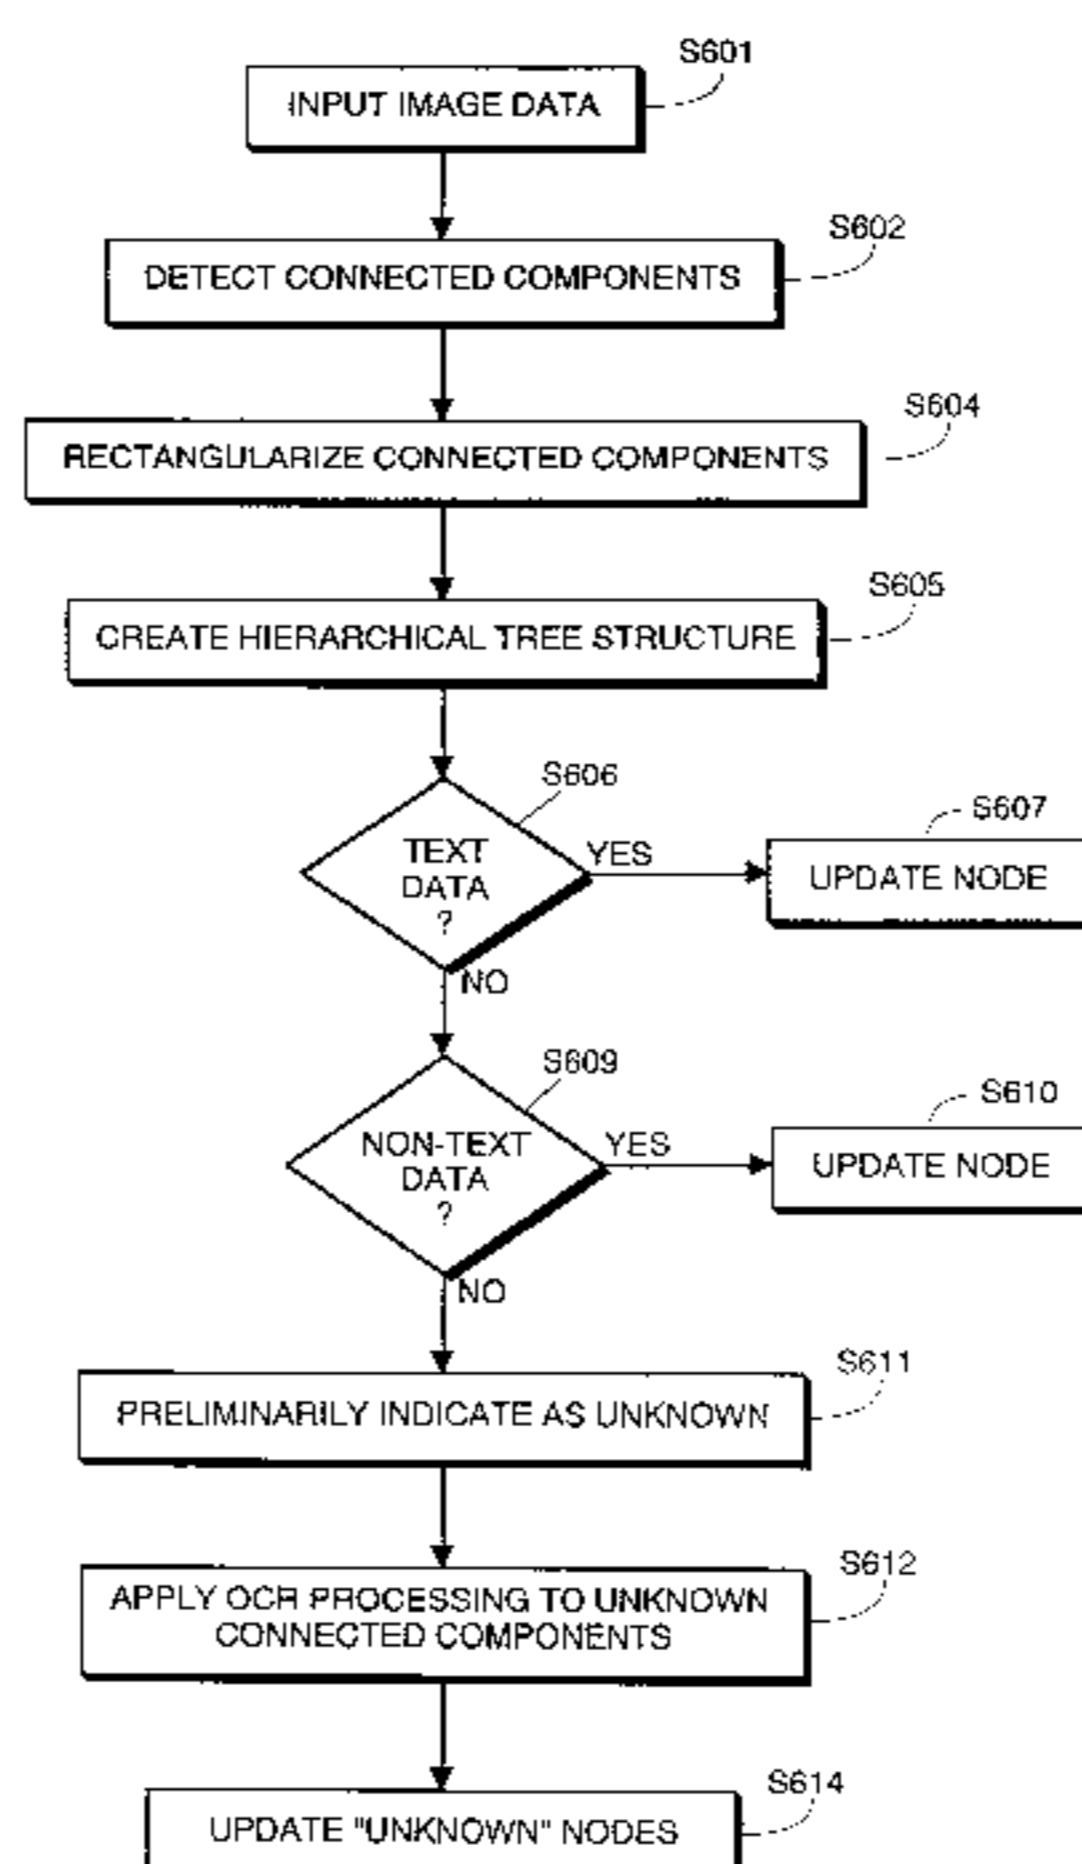 S601
INPUT IMAGE DATA
S602
DETECT CONNECTED COMPONENTS
S604
RECTANGULARIZE CONNECTED COMPONENTS
S605
CREATE HIERARCHICAL TREE STRUCTURE
S606
TEXT
DATA
?
YES
S607
UPDATE NODE
NO
S609
NON-TEXT
DATA
?
YES
S610
UPDATE NODE
NO
S611
PRELIMINARILY INDICATE AS UNKNOWN
S612
APPLY OCR PROCESSING TO UNKNOWN
CONNECTED COMPONENTS
S614
UPDATE "UNKNOWN" NODES